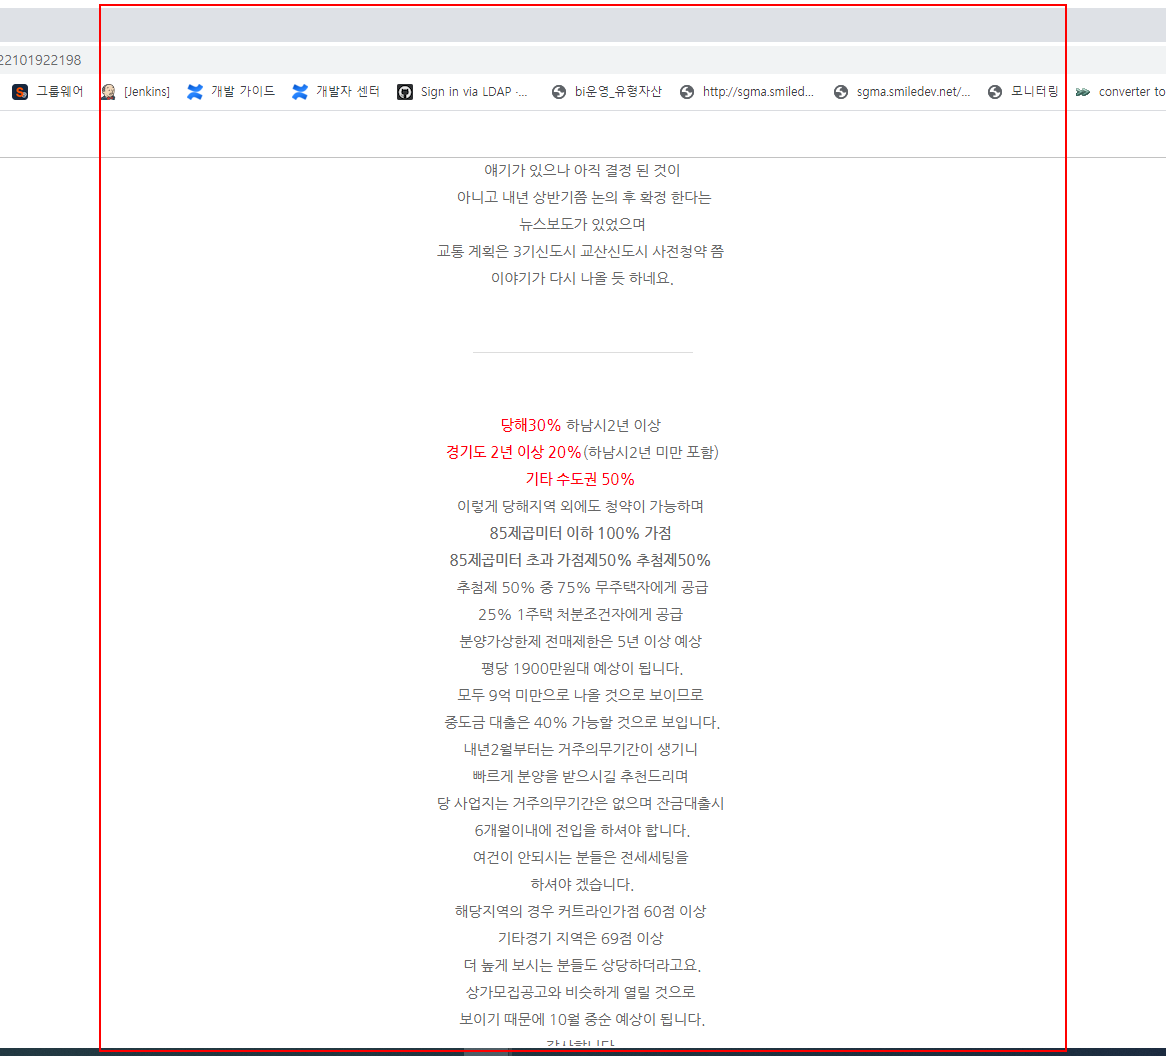 22101922198
그룹웨어 [Jenkins] 개발 가이드 개발자 센터 Sign in via LDAP ·... bi운영_유형자산 http://sgma.smiled... sgma.smiledev.net/... 모니터링 converter to
얘기가 있으나 아직 결정 된 것이
아니고 내년 상반기쯤 논의 후 확정 한다는
뉴스보도가 있었으며
교통 계획은 3기신도시 교산신도시 사전청약 쯤
이야기가 다시 나올 듯 하네요.
당해30% 하남시2년 이상
경기도 2년 이상 20%(하남시2년 미만 포함)
기타 수도권 50%
이렇게 당해지역 외에도 청약이 가능하며
85제곱미터 이하 100% 가점
85제곱미터 초과 가점제50% 추첨제50%
추첨제 50% 중 75% 무주택자에게 공급
25% 1주택 처분조건자에게 공급
분양가상한제 전매제한은 5년 이상 예상
평당 1900만원대 예상이 됩니다.
모두 9억 미만으로 나올 것으로 보이므로
중도금 대출은 40% 가능할 것으로 보입니다.
내년2월부터는 거주의무기간이 생기니
빠르게 분양을 받으시길 추천드리며
당 사업지는 거주의무기간은 없으며 잔금대출시
6개월이내에 전입을 하셔야 합니다.
여건이 안되시는 분들은 전세세팅을
하셔야 겠습니다.
해당지역의 경우 커트라인가점 60점 이상
기타경기 지역은 69점 이상
더 높게 보시는 분들도 상당하더라고요.
상가모집공고와 비슷하게 열릴 것으로
보이기 때문에 10월 중순 예상이 됩니다.
감사합니다